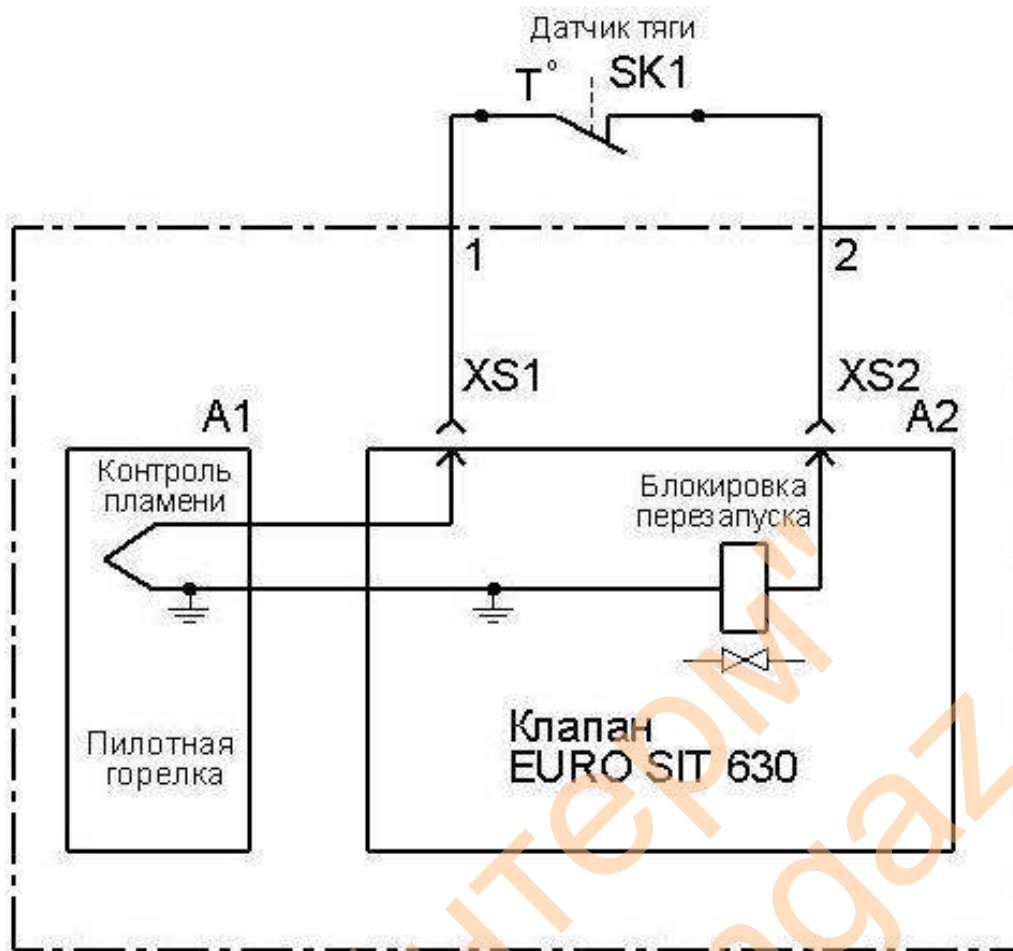 Датчик тяги
T° SK1
1 2
XS1 XS2
A1 A2
Контроль
пламени
Блокировка
перезапуска
Клапан
EURO SIT 630
Пилотная
горелка